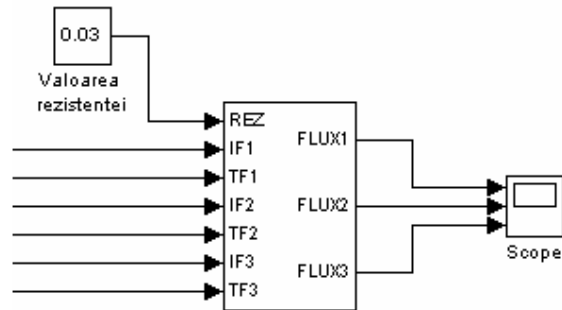 0.03
Valoarea
rezistentei
REZ
IF1
TF1
IF2
TF2
IF3
TF3
FLUX1
FLUX2
FLUX3
Scope